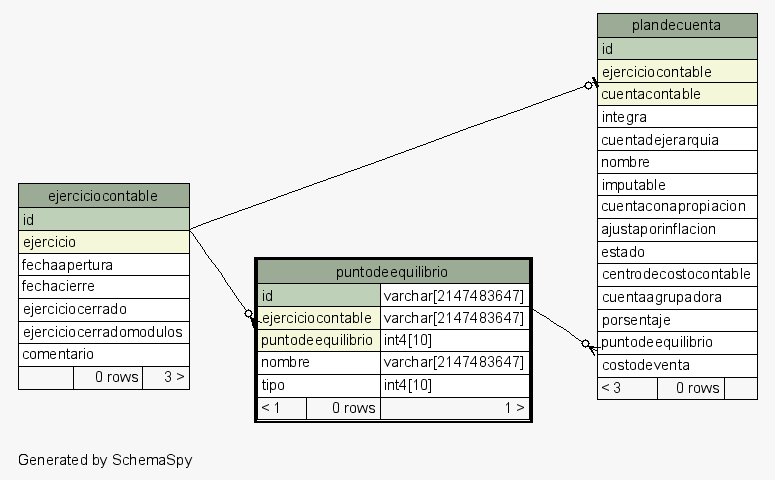 plandecuenta
id
ejerciciocontable
cuentacontable
integra
cuentadejerarquia
nombre
imputable
cuentaconapropiacion
ajustaporinflacion
estado
centrodecostocontable
cuentaagrupadora
porsentaje
puntodeequilibrio
costodeventa
< 3 0 rows
ejerciciocontable
id
ejercicio
fechaapertura
fechacierre
ejerciciocerrado
ejerciciocerradomodulos
comentario
0 rows 3 >
puntodeequilibrio
id varchar[2147483647]
ejerciciocontable varchar[2147483647]
puntodeequilibrio int4[10]
nombre varchar[2147483647]
tipo int4[10]
< 1 0 rows 1 >
Generated by SchemaSpy